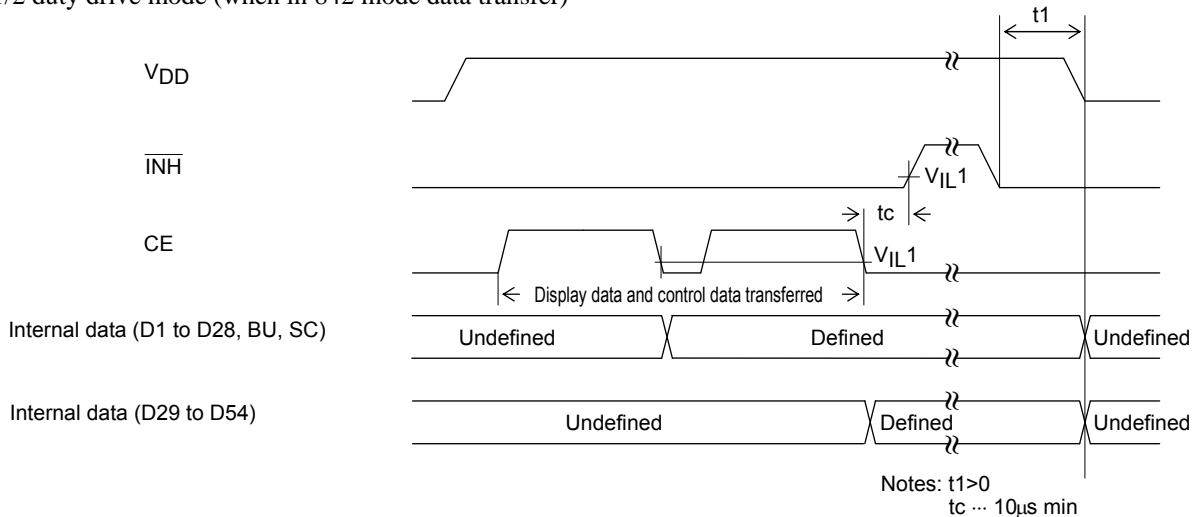 1/2 duty drive mode (when in 842 mode data transfer)
t1
VDD
INH
VIL1
tc
CE
VIL1
Display data and control data transferred
Internal data (D1 to D28, BU, SC)
Undefined
Defined
Undefined
Internal data (D29 to D54)
Undefined
Defined
Undefined
Notes: t1>0
tc ··· 10μs min